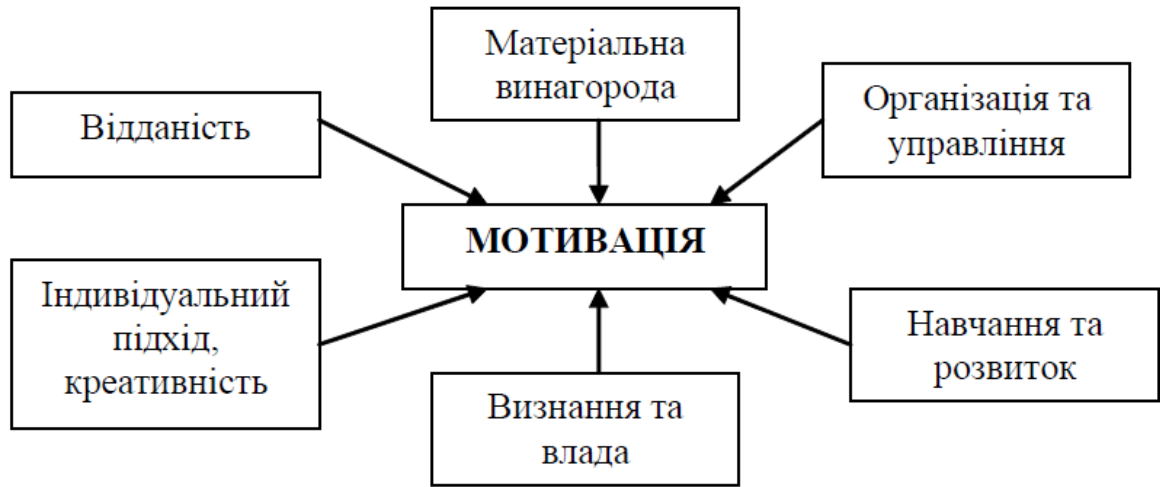 Матеріальна
винагорода
Відданість
Організація та
управління
МОТИВАЦІЯ
Індивідуальний
підхід,
креативність
Навчання та
розвиток
Визнання та
влада